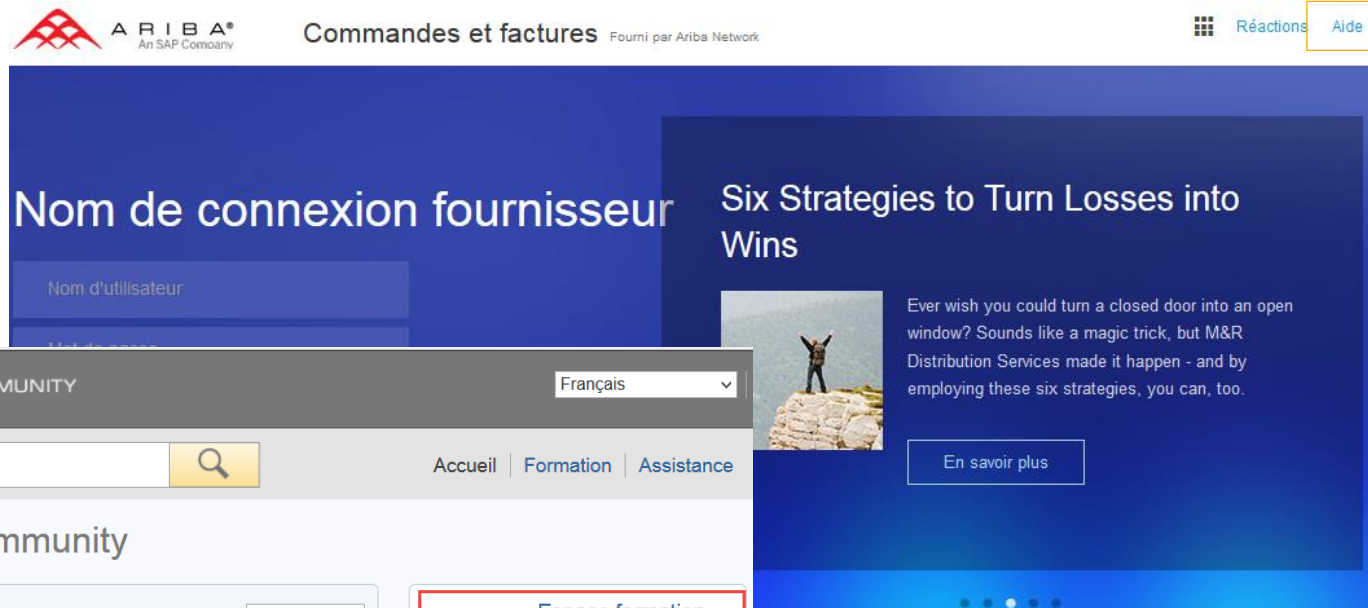 ARIBA®
An SAP Company
Commandes et factures Fourni par Ariba Network
Réactions
Aide
Nom de connexion fournisseur
Nom d'utilisateur
Six Strategies to Turn Losses into
Wins
Ever wish you could turn a closed door into an open
window? Sounds like a magic trick, but M&R
Distribution Services made it happen - and by
employing these six strategies, you can, too.
En savoir plus
MUNITY
Français
Accueil
Formation
Assistance
mmunity